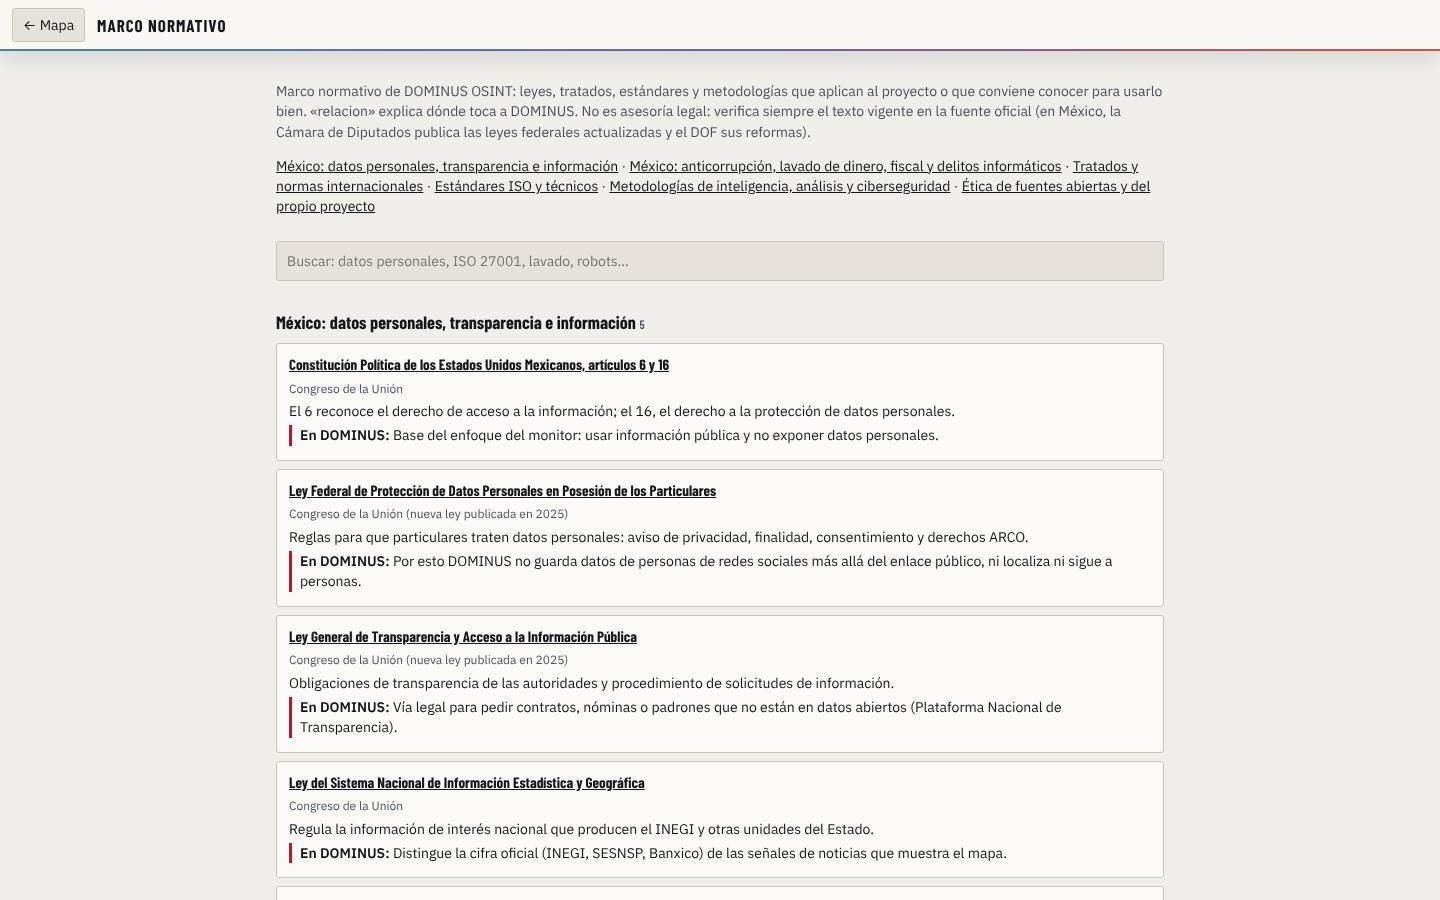 ← Mapa
MARCO NORMATIVO
Marco normativo de DOMINUS OSINT: leyes, tratados, estándares y metodologías que aplican al proyecto o que conviene conocer para usarlo
bien. «relacion» explica dónde toca a DOMINUS. No es asesoría legal: verifica siempre el texto vigente en la fuente oficial (en México, la
Cámara de Diputados publica las leyes federales actualizadas y el DOF sus reformas).
México: datos personales, transparencia e información · México: anticorrupción, lavado de dinero, fiscal y delitos informáticos · Tratados y
normas internacionales · Estándares ISO y técnicos · Metodologías de inteligencia, análisis y ciberseguridad · Ética de fuentes abiertas y del
propio proyecto
Buscar: datos personales, ISO 27001, lavado, robots...
México: datos personales, transparencia e información 5
Constitución Política de los Estados Unidos Mexicanos, artículos 6 y 16
Congreso de la Unión
El 6 reconoce el derecho de acceso a la información; el 16, el derecho a la protección de datos personales.
En DOMINUS: Base del enfoque del monitor: usar información pública y no exponer datos personales.
Ley Federal de Protección de Datos Personales en Posesión de los Particulares
Congreso de la Unión (nueva ley publicada en 2025)
Reglas para que particulares traten datos personales: aviso de privacidad, finalidad, consentimiento y derechos ARCO.
En DOMINUS: Por esto DOMINUS no guarda datos de personas de redes sociales más allá del enlace público, ni localiza ni sigue a
personas.
Ley General de Transparencia y Acceso a la Información Pública
Congreso de la Unión (nueva ley publicada en 2025)
Obligaciones de transparencia de las autoridades y procedimiento de solicitudes de información.
En DOMINUS: Vía legal para pedir contratos, nóminas o padrones que no están en datos abiertos (Plataforma Nacional de
Transparencia).
Ley del Sistema Nacional de Información Estadística y Geográfica
Congreso de la Unión
Regula la información de interés nacional que producen el INEGI y otras unidades del Estado.
En DOMINUS: Distingue la cifra oficial (INEGI, SESNSP, Banxico) de las señales de noticias que muestra el mapa.